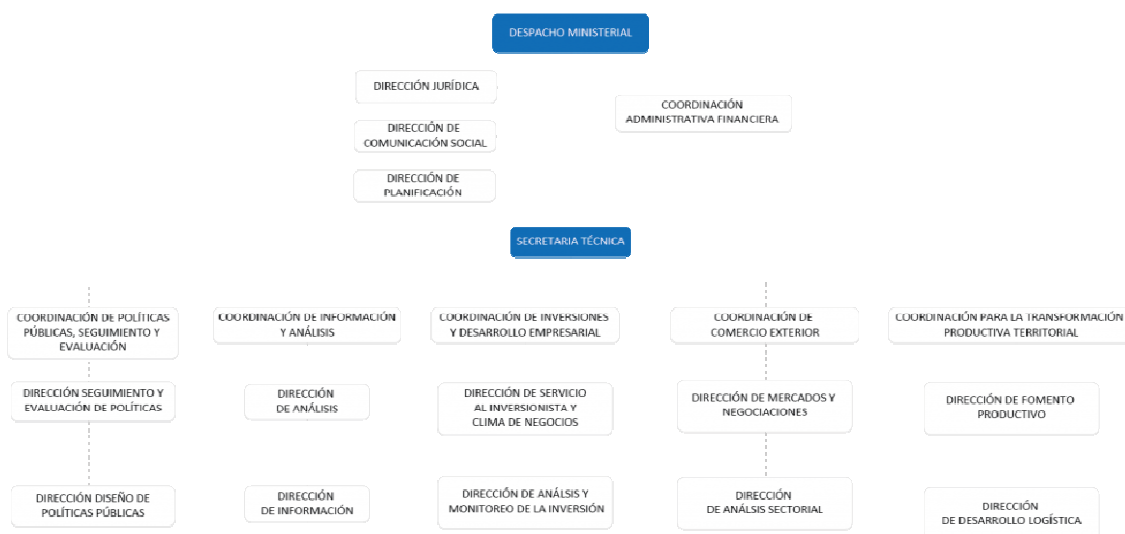 DESPACHO MINISTERIAL
DIRECCIÓN JURÍDICA
COORDINACIÓN
ADMINISTRATIVA FINANCIERA
DIRECCIÓN DE
COMUNICACIÓN SOCIAL
DIRECCIÓN DE
PLANIFICACIÓN
SECRETARIA TÉCNICA
COORDINACIÓN DE POLÍTICAS
PÚBLICAS, SEGUIMIENTO Y
EVALUACIÓN
COORDINACIÓN DE INFORMACIÓN
Y ANÁLISIS
COORDINACIÓN DE INVERSIONES
Y DESARROLLO EMPRESARIAL
COORDINACIÓN DE
COMERCIO EXTERIOR
COORDINACIÓN PARA LA TRANSFORMACIÓN
PRODUCTIVA TERRITORIAL
DIRECCIÓN SEGUIMIENTO Y
EVALUACIÓN DE POLÍTICAS
DIRECCIÓN
DE ANÁLISIS
DIRECCIÓN DE SERVICIO
AL INVERSIONISTA Y
CLIMA DE NEGOCIOS
DIRECCIÓN DE MERCADOS Y
NEGOCIACIONES
DIRECCIÓN DE FOMENTO
PRODUCTIVO
DIRECCIÓN DISEÑO DE
POLÍTICAS PÚBLICAS
DIRECCIÓN
DE INFORMACIÓN
DIRECCIÓN DE ANÁLSIS Y
MONITOREO DE LA INVERSIÓN
DIRECCIÓN
DE ANÁLSIS SECTORIAL
DIRECCIÓN
DE DESARROLLO LOGÍSTICA